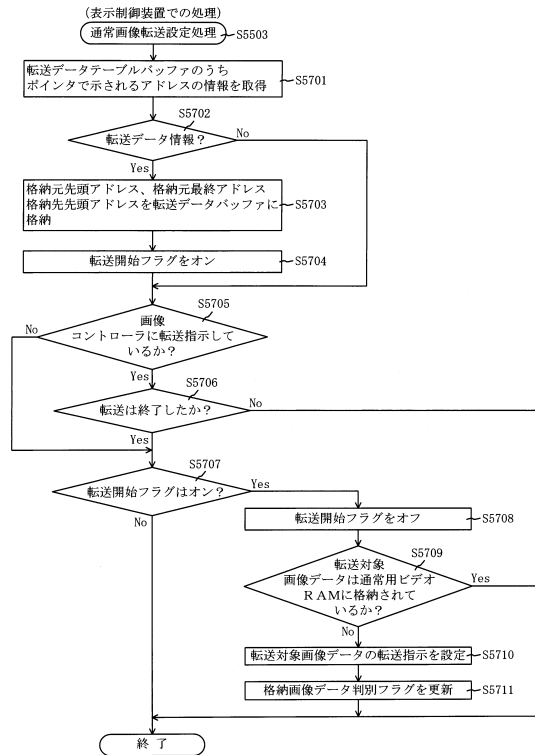 (表示制御装置での処理)
通常画像転送設定処理
S5503
転送データテーブルバッファのうち
ポインタで示されるアドレスの情報を取得
S5701
S5702
転送データ情報？
No
Yes
格納元先頭アドレス、格納元最終アドレス
格納先先頭アドレスを転送データバッファに
格納
S5703
転送開始フラグをオン
S5704
S5705
画像
コントローラに転送指示して
いるか？
No
Yes
S5706
転送は終了したか？
No
Yes
S5707
転送開始フラグはオン？
Yes
No
転送開始フラグをオフ
S5708
S5709
転送対象
画像データは通常用ビデオ
ＲＡＭに格納されて
いるか？
Yes
No
転送対象画像データの転送指示を設定
S5710
格納画像データ判別フラグを更新
S5711
終 了